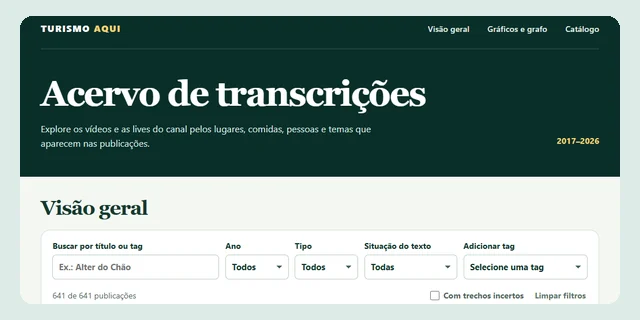 TURISMO AQUI
Visão geral Gráficos e grafo Catálogo
Acervo de transcrições
Explore os vídeos e as lives do canal pelos lugares, comidas, pessoas e temas que
aparecem nas publicações.
2017–2026
Visão geral
Buscar por título ou tag Ano Tipo Situação do texto Adicionar tag
Ex.: Alter do Chão Todos Todos Todas Selecione uma tag
641 de 641 publicações Com trechos incertos Limpar filtros